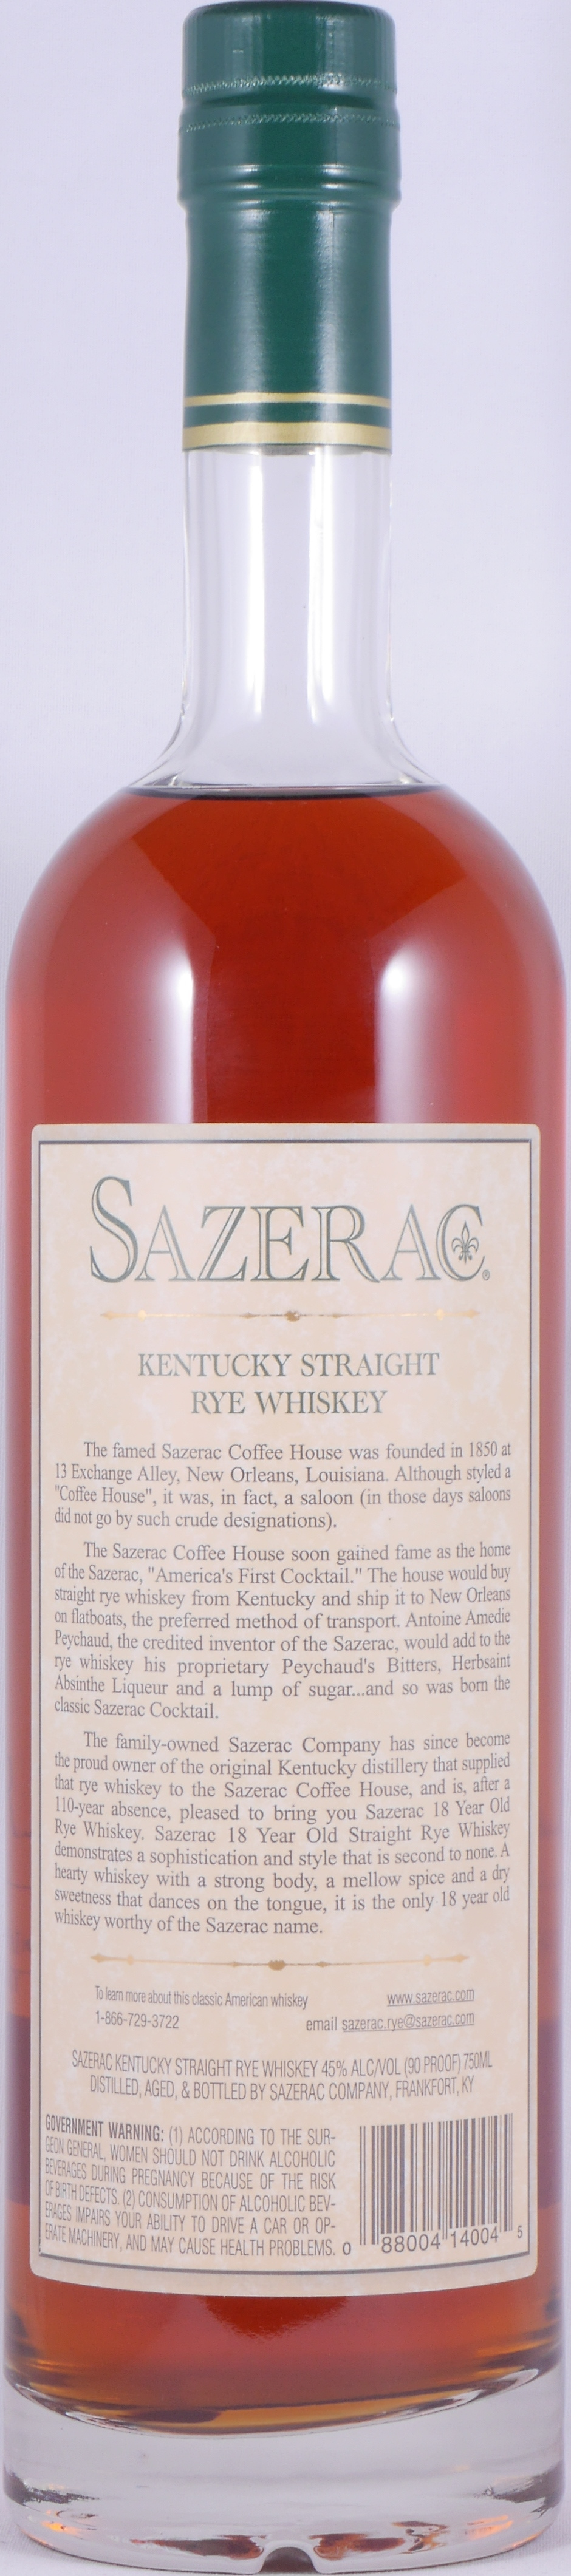 SAZERAC®
KENTUCKY STRAIGHT
RYE WHISKEY
The famed Sazerac Coffee House was founded in 1850 at
13 Exchange Alley, New Orleans, Louisiana. Although styled a
"Coffee House", it was, in fact, a saloon (in those days saloons
did not go by such crude designations).
The Sazerac Coffee House soon gained fame as the home
of the Sazerac, "America's First Cocktail." The house would buy
straight rye whiskey from Kentucky and ship it to New Orleans
on flatboats, the preferred method of transport. Antoine Amedie
Peychaud, the credited inventor of the Sazerac, would add to the
rye whiskey his proprietary Peychaud's Bitters, Herbsaint
Absinthe Liqueur and a lump of sugar...and so was born the
classic Sazerac Cocktail.
The family-owned Sazerac Company has since become
the proud owner of the original Kentucky distillery that supplied
that rye whiskey to the Sazerac Coffee House, and is, after a
110-year absence, pleased to bring you Sazerac 18 Year Old
Rye Whiskey. Sazerac 18 Year Old Straight Rye Whiskey
demonstrates a sophistication and style that is second to none. A
hearty whiskey with a strong body, a mellow spice and a dry
sweetness that dances on the tongue, it is the only 18 year old
whiskey worthy of the Sazerac name.
To learn more about this classic American whiskey www.sazerac.com
1-866-729-3722 email sazerac.rye@sazerac.com
SAZERAC KENTUCKY STRAIGHT RYE WHISKEY 45% ALC/VOL (90 PROOF) 750ML
DISTILLED, AGED, & BOTTLED BY SAZERAC COMPANY, FRANKFORT, KY
GOVERNMENT WARNING: (1) ACCORDING TO THE SUR-
GEON GENERAL, WOMEN SHOULD NOT DRINK ALCOHOLIC
BEVERAGES DURING PREGNANCY BECAUSE OF THE RISK
OF BIRTH DEFECTS. (2) CONSUMPTION OF ALCOHOLIC BEV-
ERAGES IMPAIRS YOUR ABILITY TO DRIVE A CAR OR OP-
ERATE MACHINERY, AND MAY CAUSE HEALTH PROBLEMS.
0 88004 14004 5